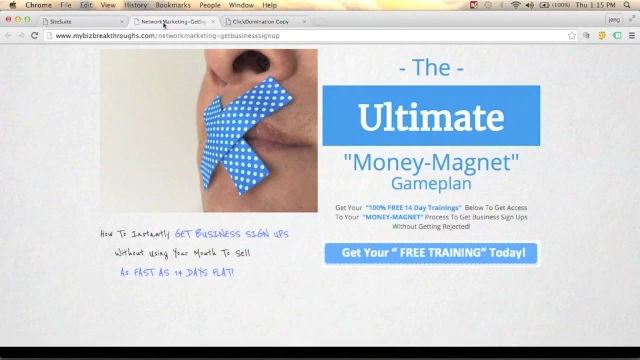 Chrome File Edit View History Bookmarks People Window Help
(100%) Thu 1:15 PM
SiteSuite
NetworkMarketing-GetBu
ClickDomination Copy
jeng
www.mybizbreakthroughs.com/networkmarketing-getbusinesssignup
- The -
Ultimate
"Money-Magnet"
Gameplan
Get Your "100% FREE 14 Day Trainings" Below To Get Access
To Your "MONEY-MAGNET" Process To Get Business Sign Ups
Without Getting Rejected!
How To Instantly GET BUSINESS SIGN UPS
Without Using Your Mouth To Sell
AS FAST AS 14 DAYS FLAT!
Get Your " FREE TRAINING" Today!